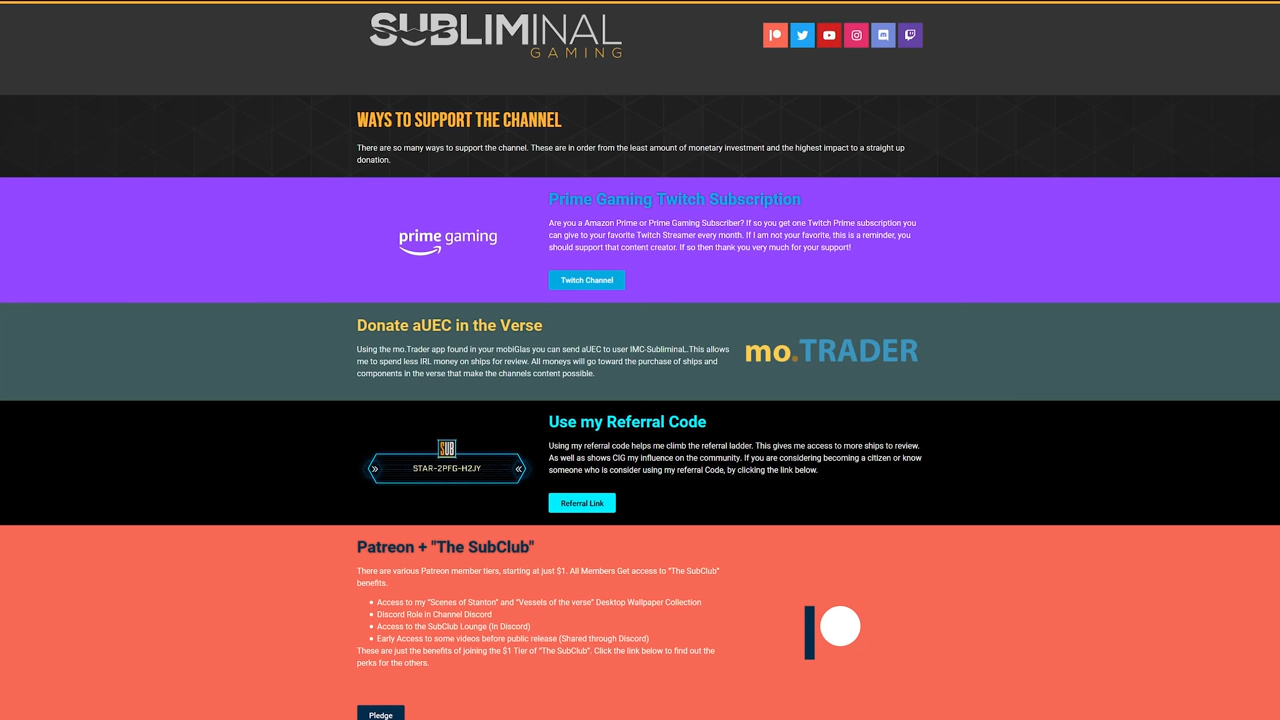 SUBLIMINAL
GAMING
WAYS TO SUPPORT THE CHANNEL
There are so many ways to support the channel. These are in order from the least amount of monetary investment and the highest impact to a straight up
donation.
prime gaming
Prime Gaming Twitch Subscription
Are you a Amazon Prime or Prime Gaming Subscriber? If so you get one Twitch Prime subscription you
can give to your favorite Twitch Streamer every month. If I am not your favorite, this is a reminder, you
should support that content creator. If so then thank you very much for your support!
Twitch Channel
Donate aUEC in the Verse
Using the mo.Trader app found in your mobiGlas you can send aUEC to user IMC-SubliminaL.This allows
me to spend less IRL money on ships for review. All moneys will go toward the purchase of ships and
components in the verse that make the channels content possible.
mo.TRADER
SUB
STAR-2PFG-H2JY
Use my Referral Code
Using my referral code helps me climb the referral ladder. This gives me access to more ships to review.
As well as shows CIG my influence on the community. If you are considering becoming a citizen or know
someone who is consider using my referral Code, by clicking the link below.
Referral Link
Patreon + "The SubClub"
There are various Patreon member tiers, starting at just $1. All Members Get access to "The SubClub"
benefits.
Access to my "Scenes of Stanton" and "Vessels of the verse" Desktop Wallpaper Collection
Discord Role in Channel Discord
Access to the SubClub Lounge (In Discord)
Early Access to some videos before public release (Shared through Discord)
These are just the benefits of joining the $1 Tier of "The SubClub". Click the link below to find out the
perks for the others.
Pledge